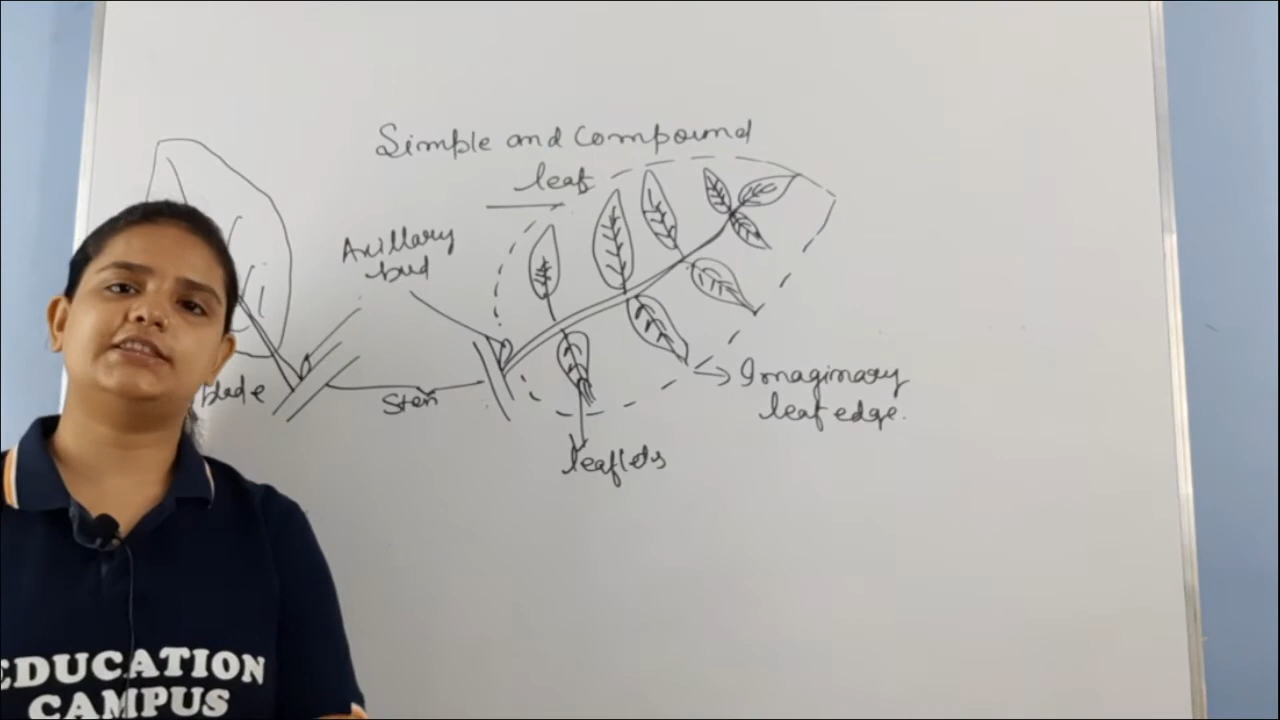 Simple and Compound
leaf
Axillary
bud
blade
Stem
Imaginary
leaf edge.
leaflets
EDUCATION
CAMPUS